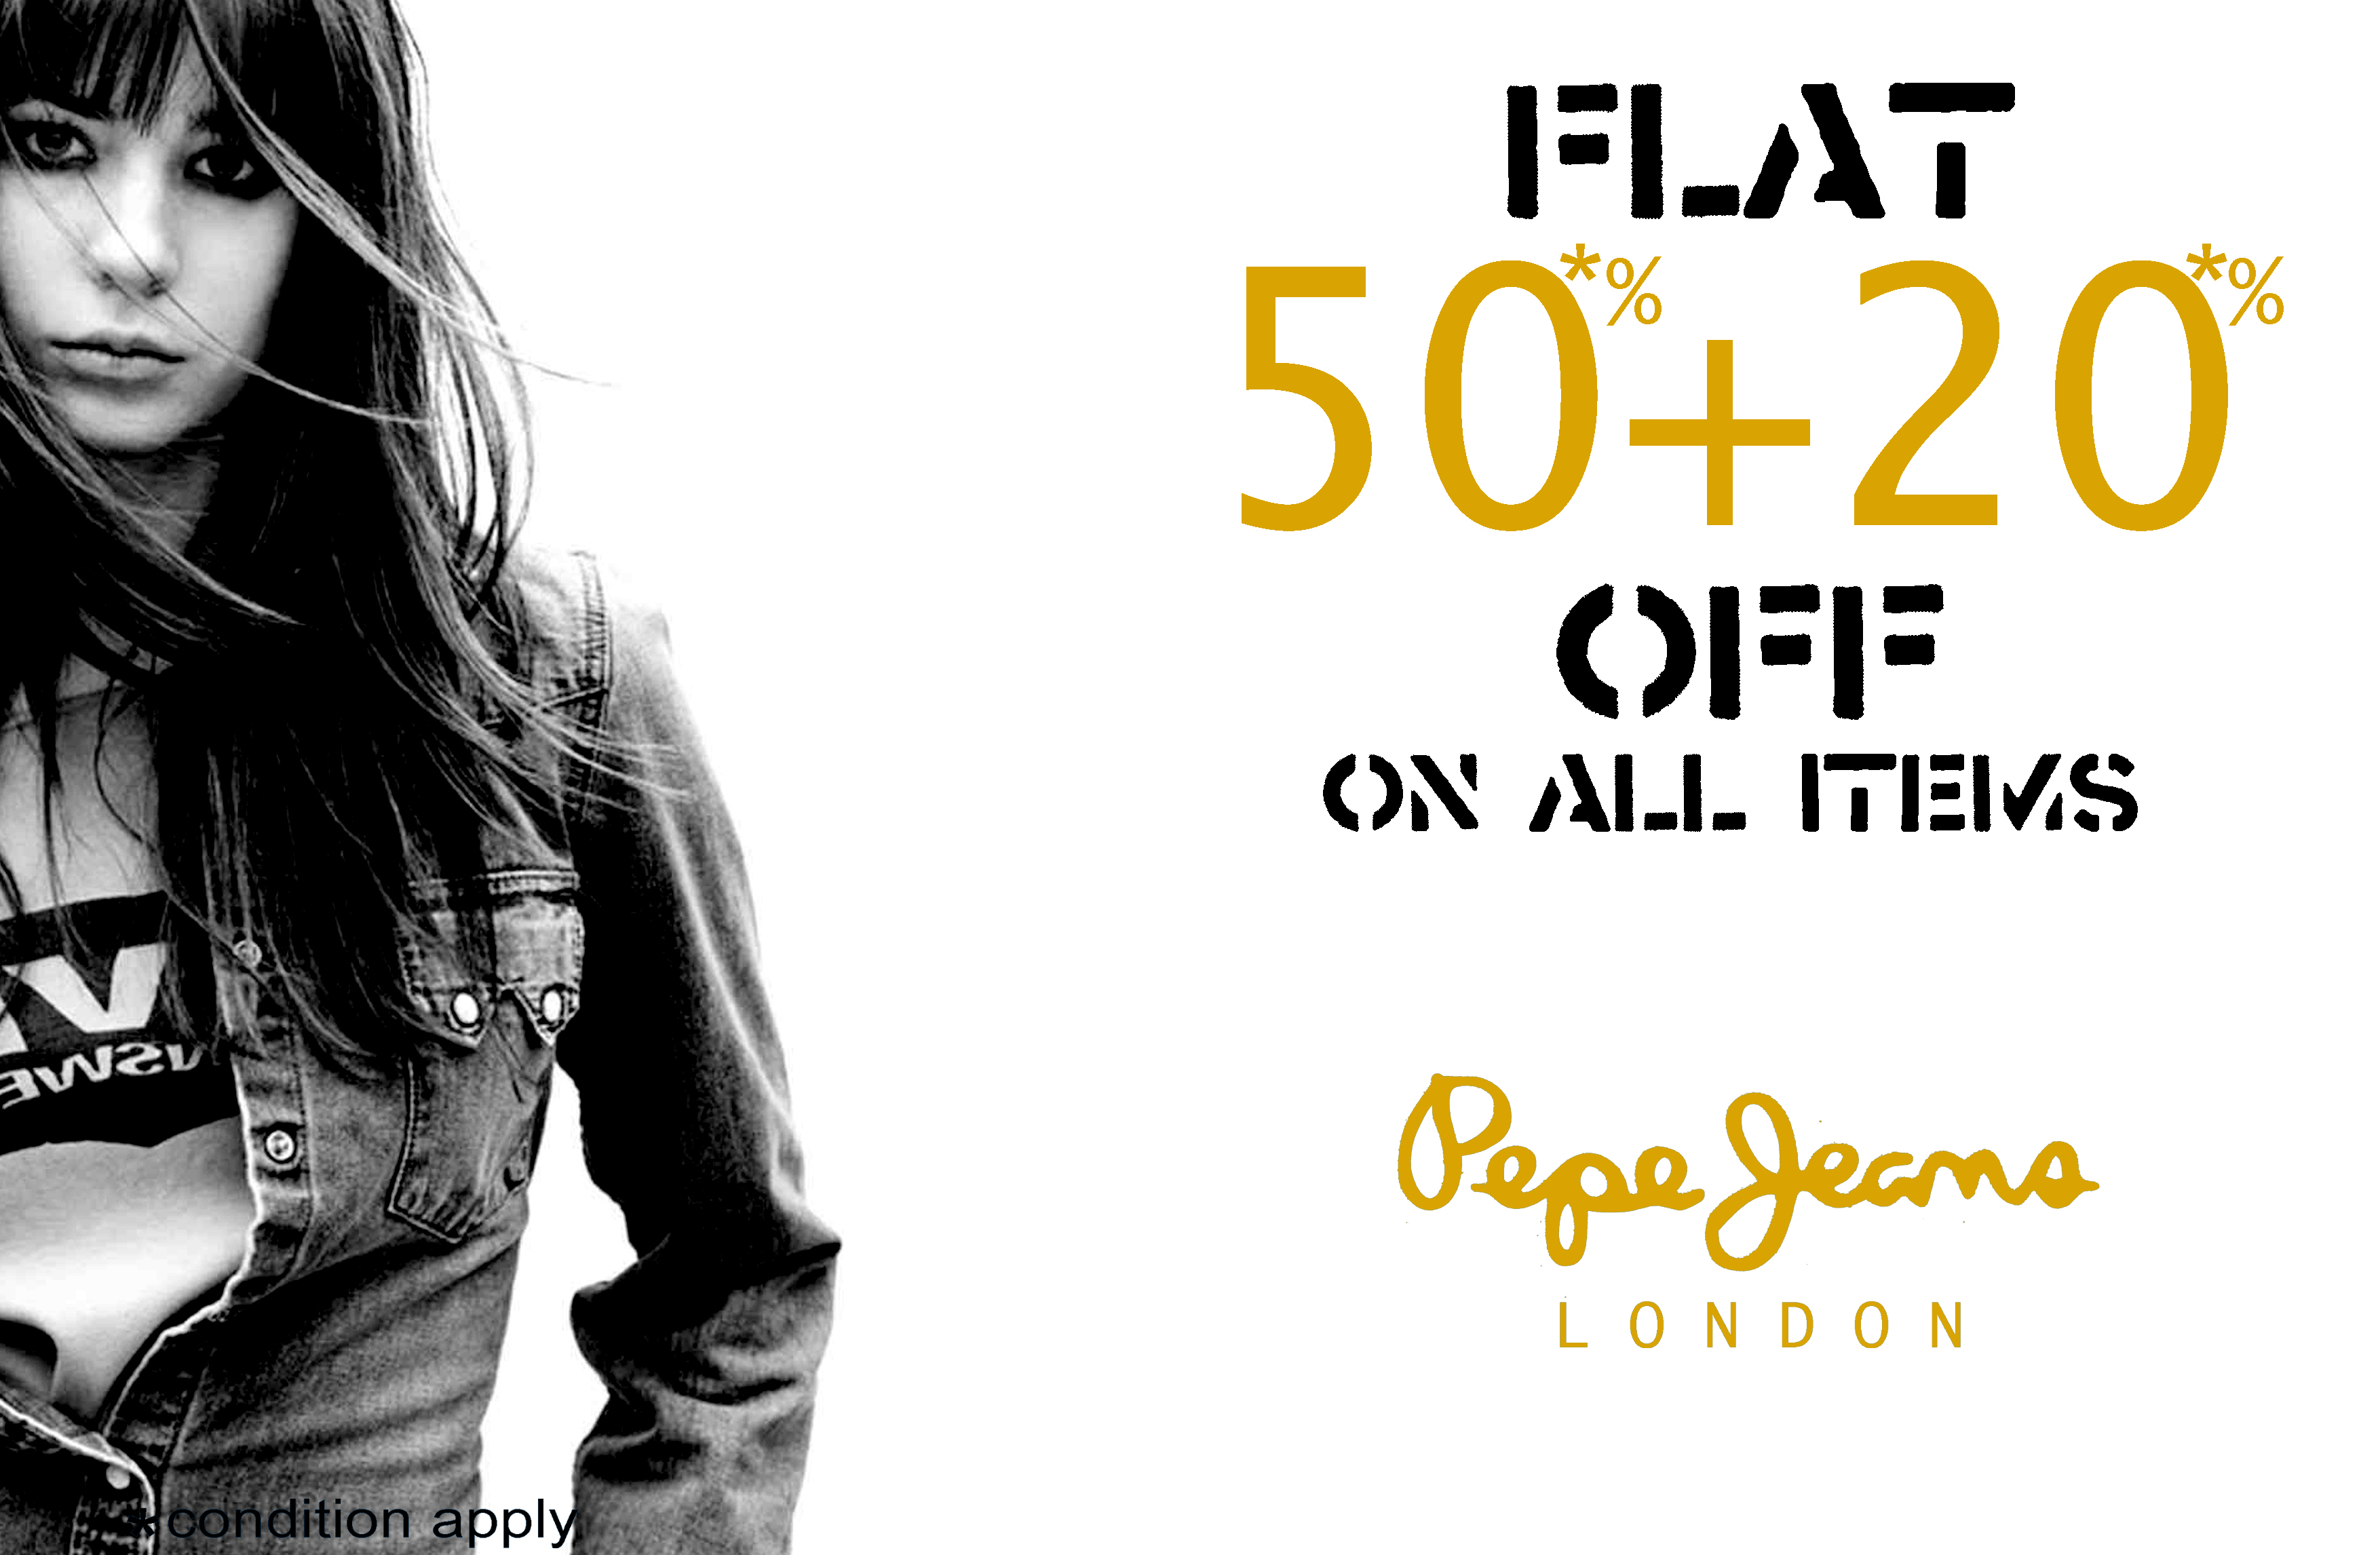 FLAT
50*%+20*%
OFF
ON ALL ITEMS
Pepe Jeans
LONDON
*condition apply